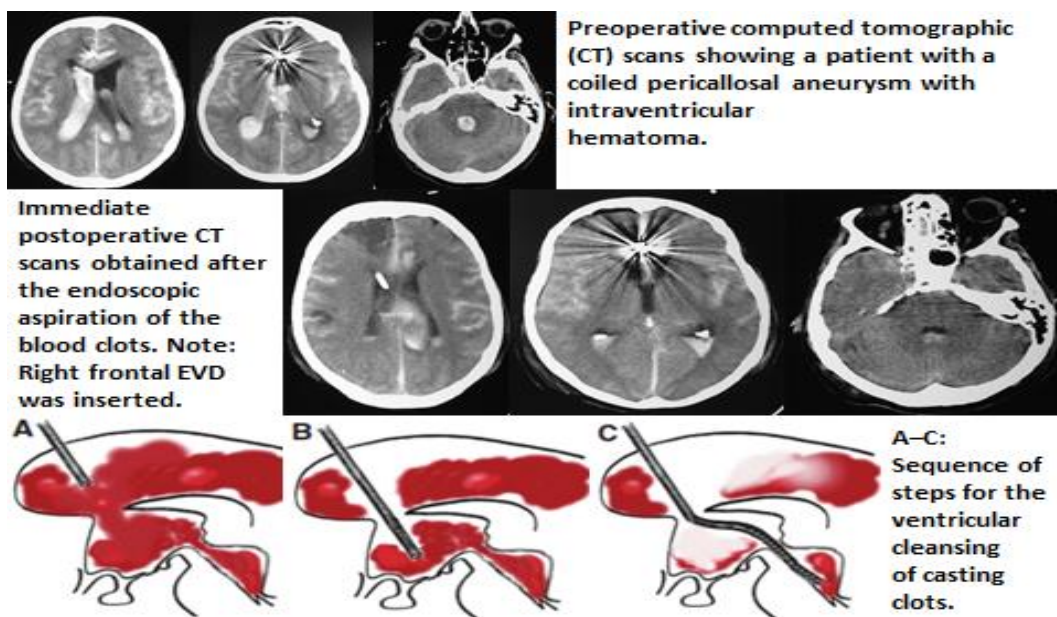 Preoperative computed tomographic
(CT) scans showing a patient with a
coiled pericallosal aneurysm with
intraventricular
hematoma.
Immediate
postoperative CT
scans obtained after
the endoscopic
aspiration of the
blood clots. Note:
Right frontal EVD
was inserted.
A
B
C
A–C:
Sequence of
steps for the
ventricular
cleansing
of casting
clots.